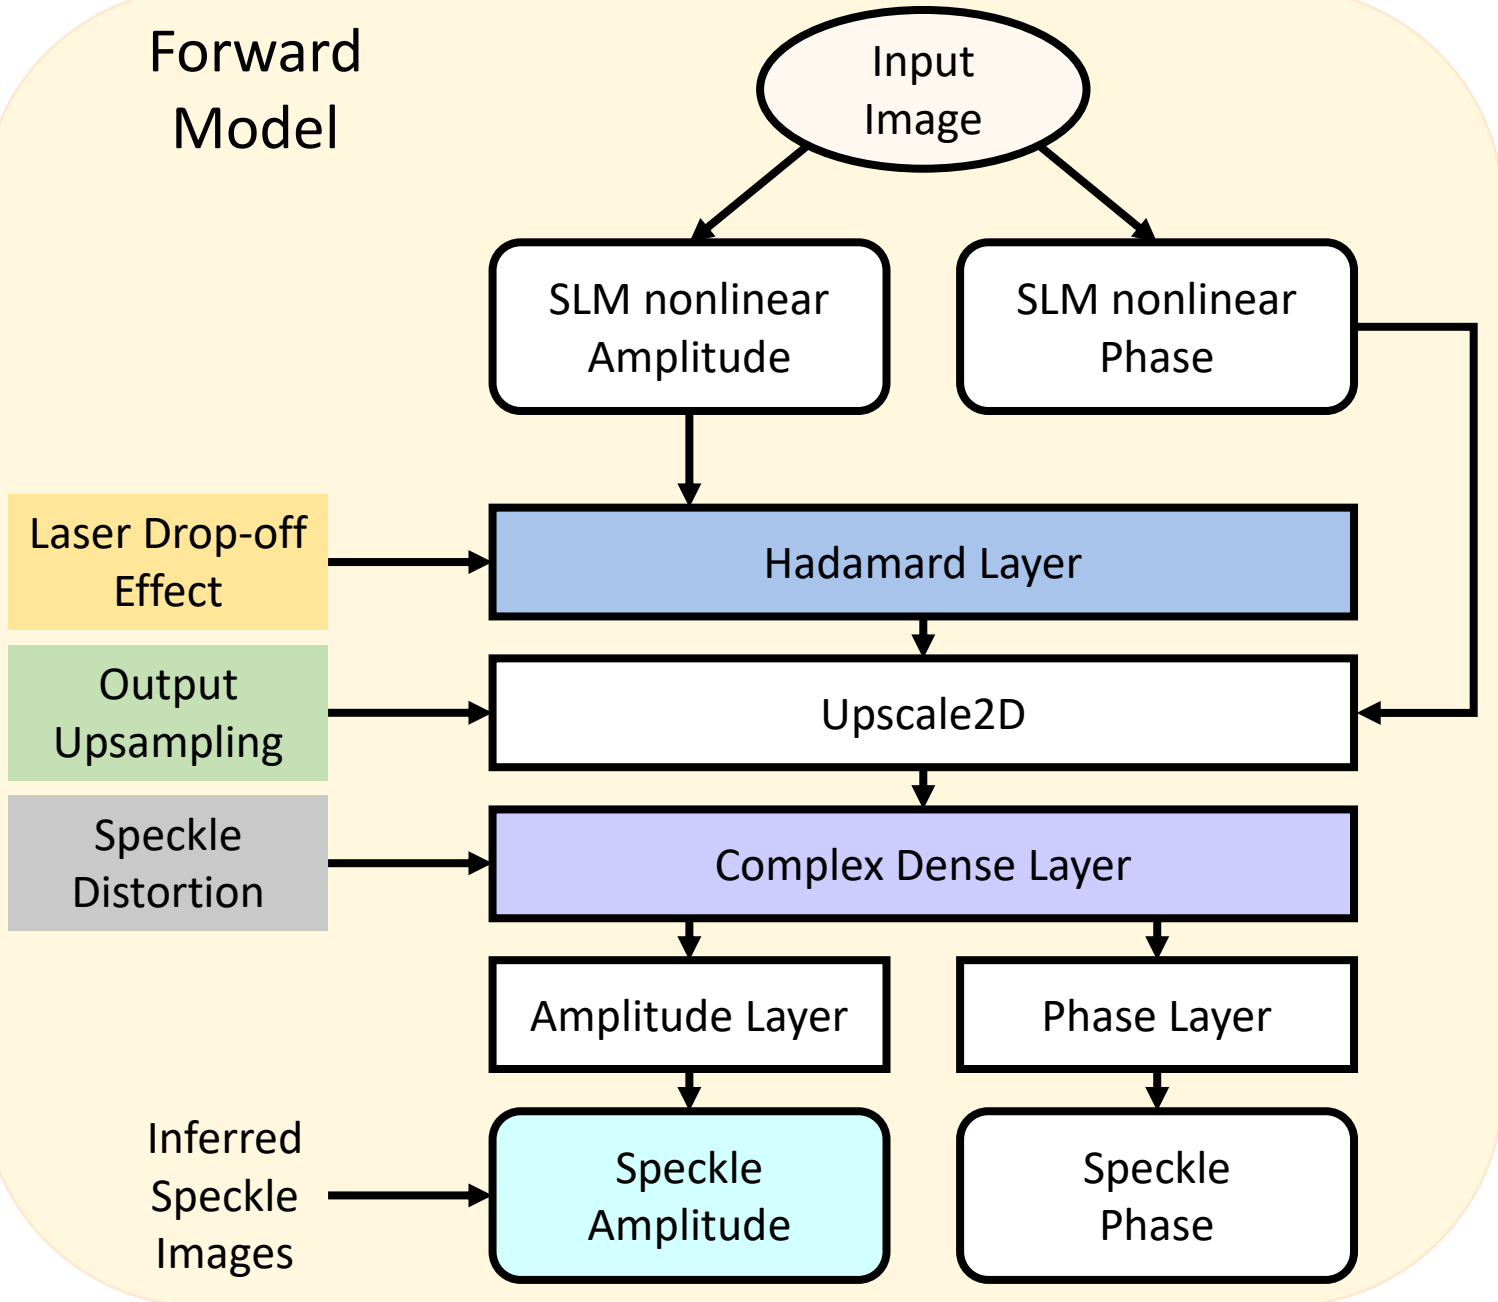 Forward
Model
Input
Image
SLM nonlinear
Amplitude
SLM nonlinear
Phase
Laser Drop-off
Effect
Hadamard Layer
Output
Upsampling
Upscale2D
Speckle
Distortion
Complex Dense Layer
Amplitude Layer
Phase Layer
Inferred
Speckle
Images
Speckle
Amplitude
Speckle
Phase